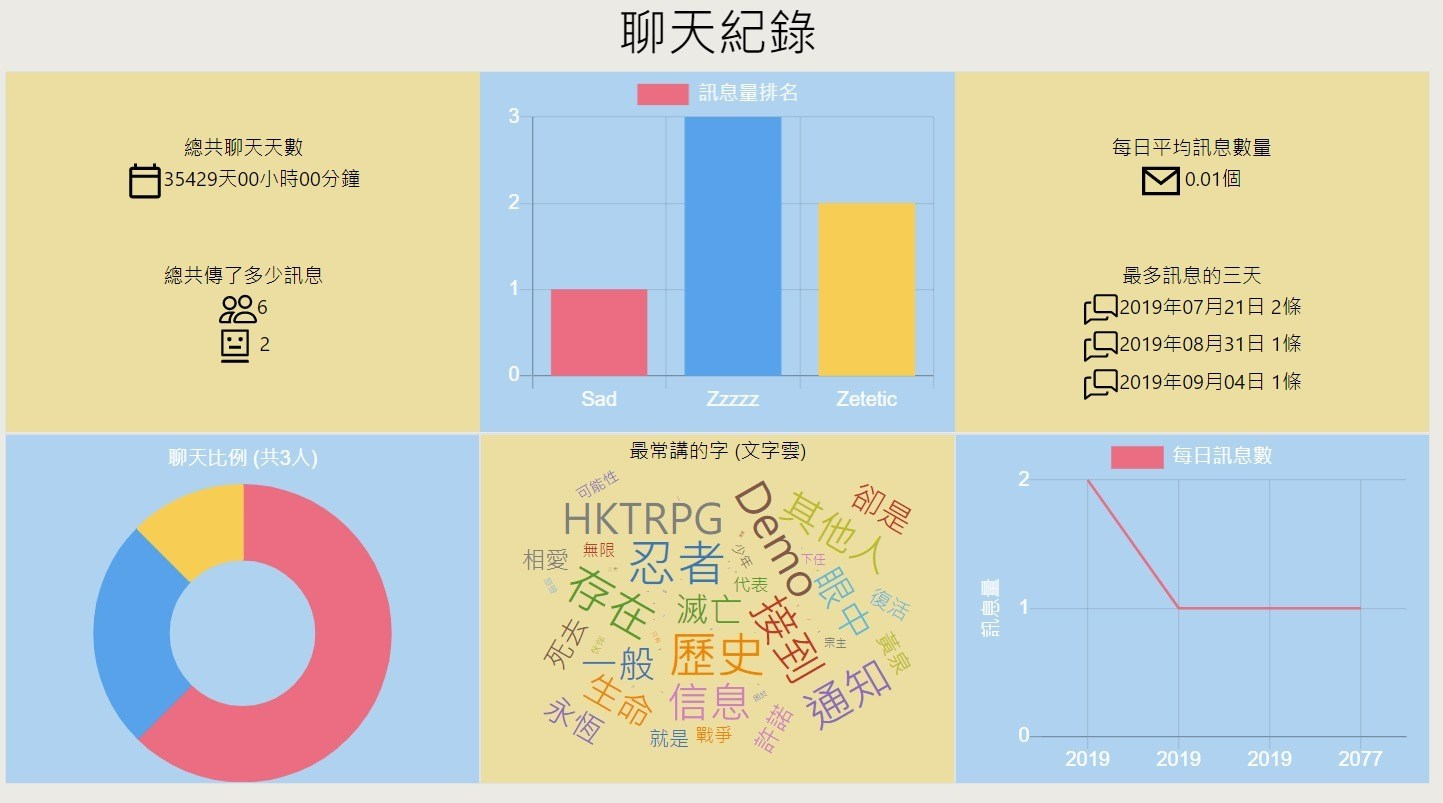 聊天紀錄
總共聊天天數
35429天00小時00分鐘
總共傳了多少訊息
6
2
訊息量排名
3
2
1
0
Sad Zzzzz Zetetic
每日平均訊息數量
0.01個
最多訊息的三天
2019年07月21日 2條
2019年08月31日 1條
2019年09月04日 1條
聊天比例 (共3人)
最常講的字 (文字雲)
可能性
HKTRPG
Demo
其他人
卻是
相愛
無限
忍者
少年
下任
存在
代表
眼中
復活
滅亡
接到
死去
一般
歷史
宗主
黃泉
生命
信息
通知
永恆
就是
戰爭
許諾
每日訊息數
訊息量
2
1
0
2019 2019 2019 2077